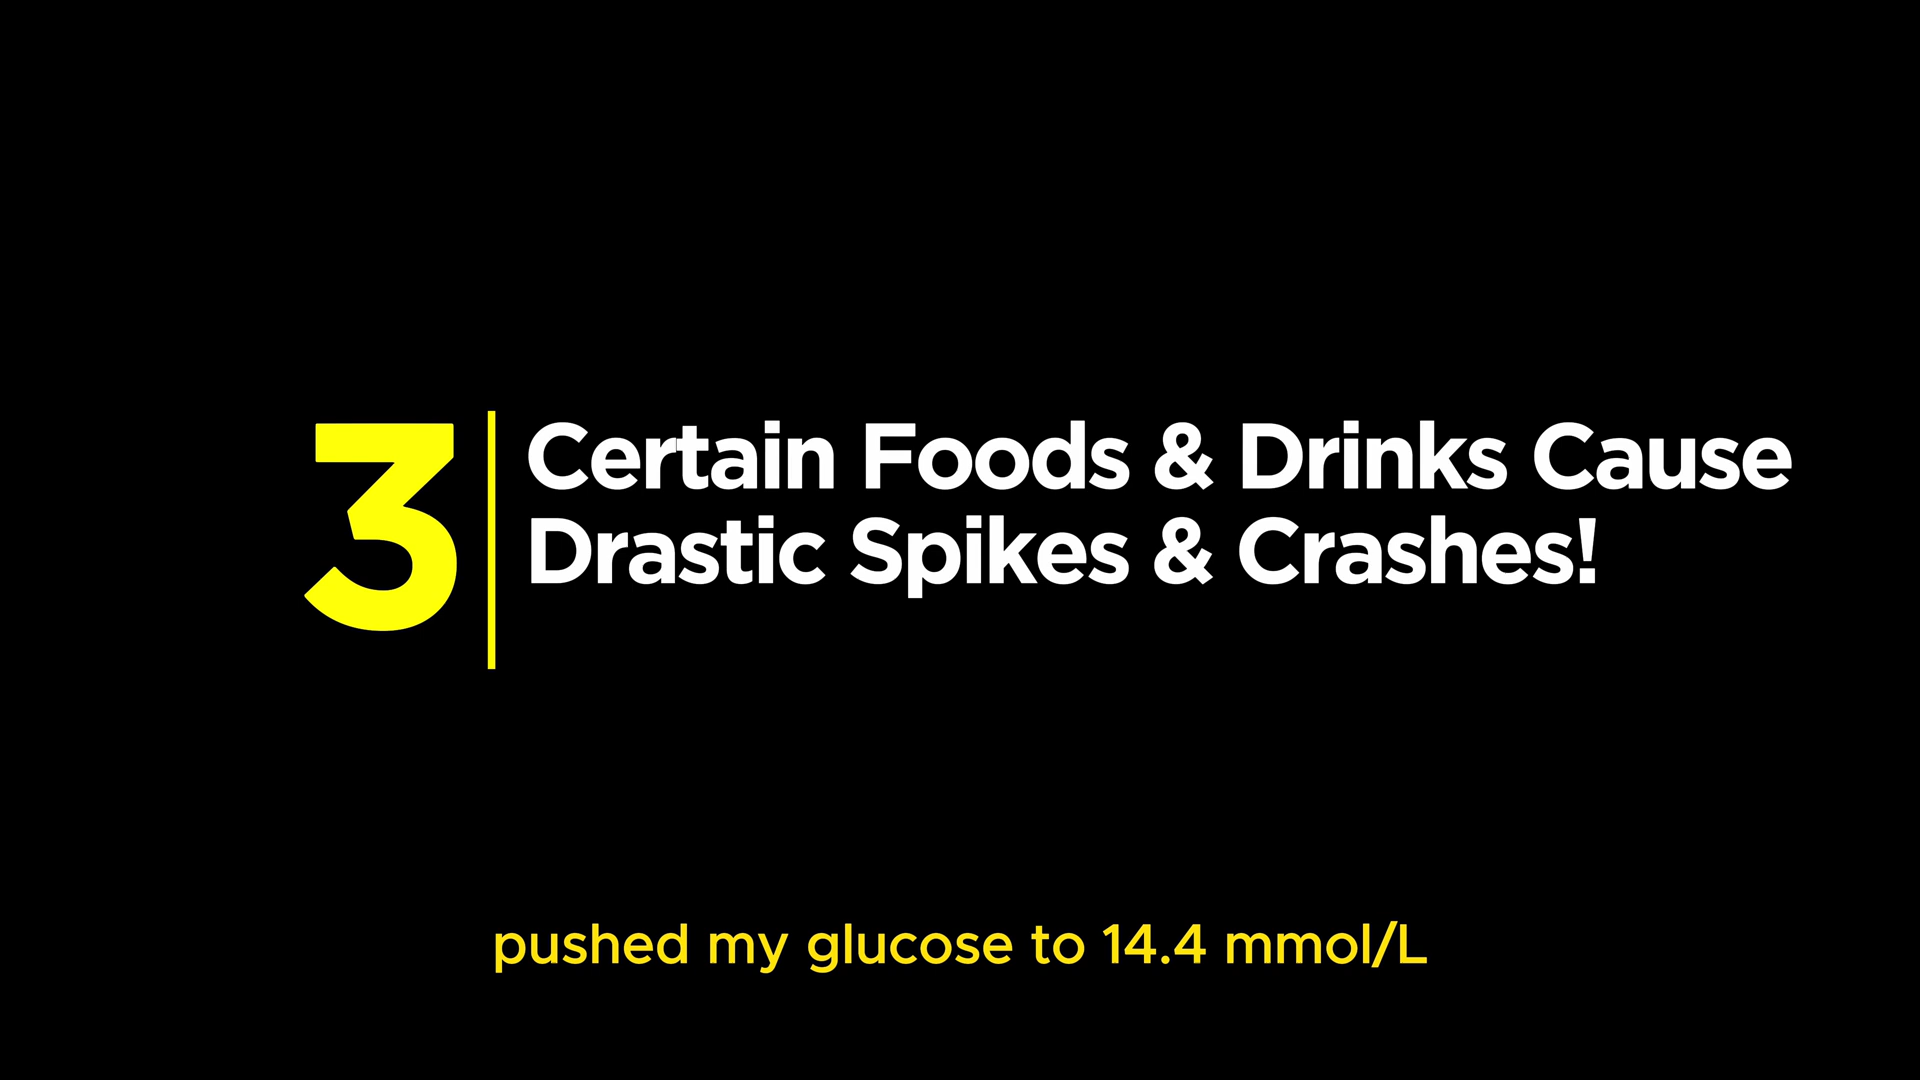 3
Certain Foods & Drinks Cause
Drastic Spikes & Crashes!
pushed my glucose to 14.4 mmol/L